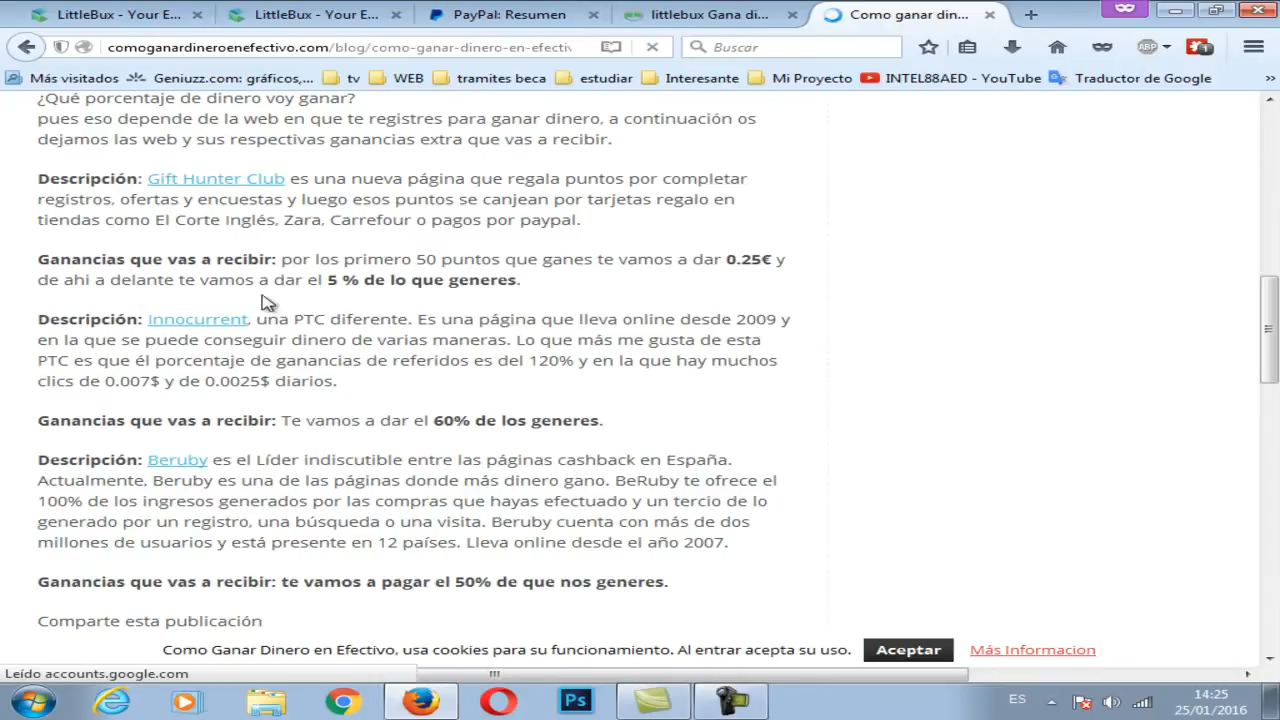 LittleBux - Your E...
LittleBux - Your E...
PayPal: Resumen
littlebux Gana di...
Como ganar din...
comoganardineroenefectivo.com/blog/como-ganar-dinero-en-efectiv
Buscar
ABP
1
Más visitados
Geniuzz.com: gráficos,...
tv
WEB
tramites beca
estudiar
Interesante
Mi Proyecto
INTEL88AED - YouTube
Traductor de Google
¿Qué porcentaje de dinero voy ganar?
pues eso depende de la web en que te registres para ganar dinero, a continuación os
dejamos las web y sus respectivas ganancias extra que vas a recibir.
Descripción: Gift Hunter Club es una nueva página que regala puntos por completar
registros, ofertas y encuestas y luego esos puntos se canjean por tarjetas regalo en
tiendas como El Corte Inglés, Zara, Carrefour o pagos por paypal.
Ganancias que vas a recibir: por los primero 50 puntos que ganes te vamos a dar 0.25€ y
de ahi a delante te vamos a dar el 5 % de lo que generes.
Descripción: Innocurrent, una PTC diferente. Es una página que lleva online desde 2009 y
en la que se puede conseguir dinero de varias maneras. Lo que más me gusta de esta
PTC es que él porcentaje de ganancias de referidos es del 120% y en la que hay muchos
clics de 0.007$ y de 0.0025$ diarios.
Ganancias que vas a recibir: Te vamos a dar el 60% de los generes.
Descripción: Beruby es el Líder indiscutible entre las páginas cashback en España.
Actualmente, Beruby es una de las páginas donde más dinero gano. BeRuby te ofrece el
100% de los ingresos generados por las compras que hayas efectuado y un tercio de lo
generado por un registro, una búsqueda o una visita. Beruby cuenta con más de dos
millones de usuarios y está presente en 12 países. Lleva online desde el año 2007.
Ganancias que vas a recibir: te vamos a pagar el 50% de que nos generes.
Comparte esta publicación
Como Ganar Dinero en Efectivo, usa cookies para su funcionamiento. Al entrar acepta su uso.
Aceptar
Más Informacion
Leído accounts.google.com
Ps
ES
14:25
25/01/2016